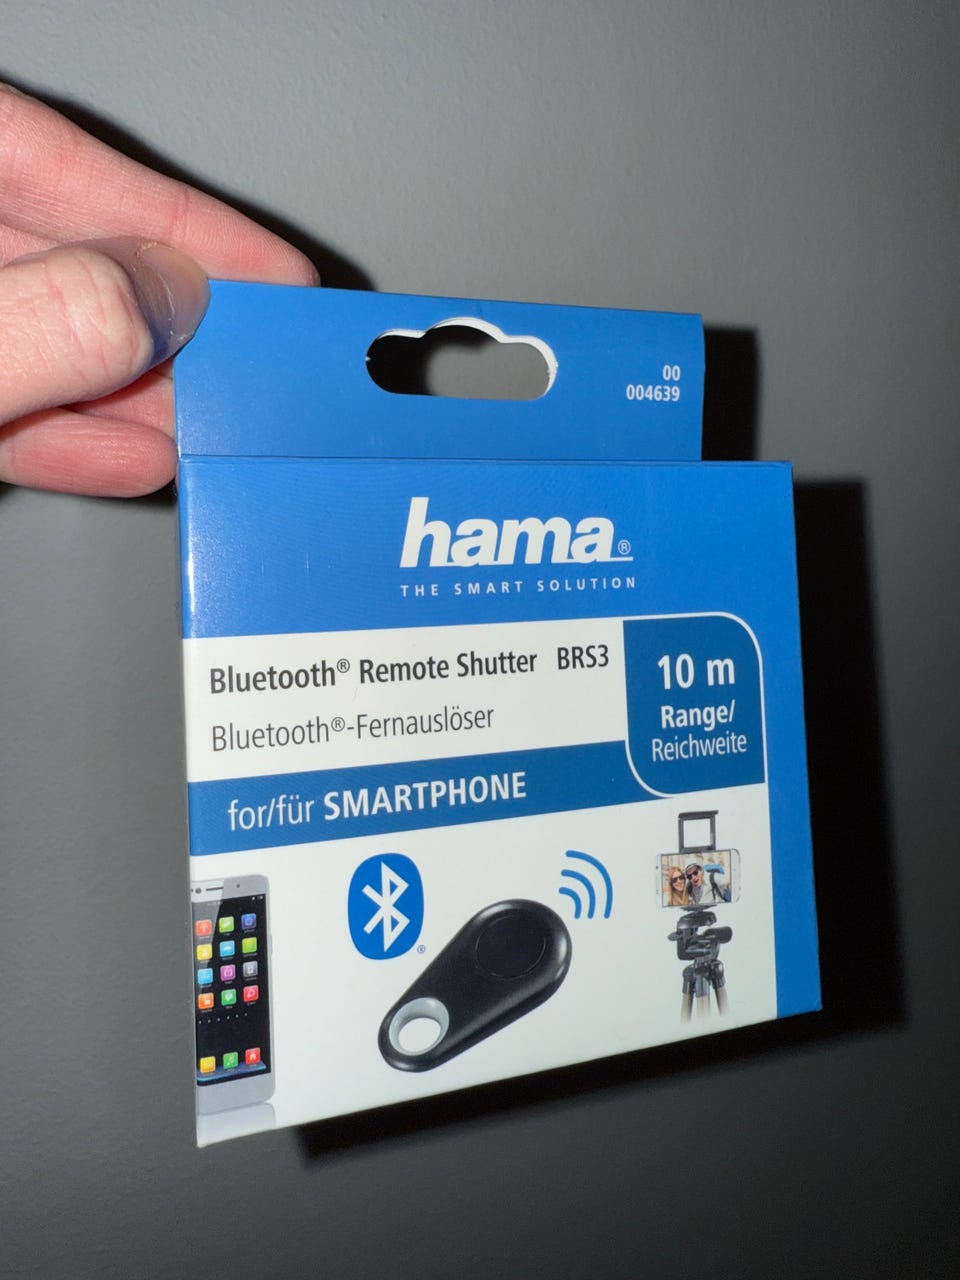 00
004639
hama®
THE SMART SOLUTION
Bluetooth® Remote Shutter BRS3
Bluetooth®-Fernauslöser
10 m
Range/
Reichweite
for/für SMARTPHONE
®